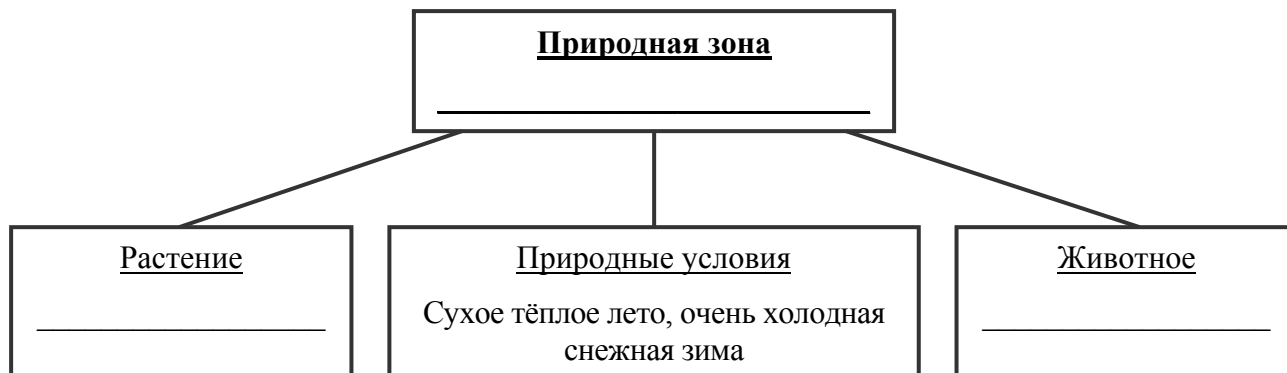 Природная зона
Растение
Природные условия
Животное
Сухое тёплое лето, очень холодная
снежная зима